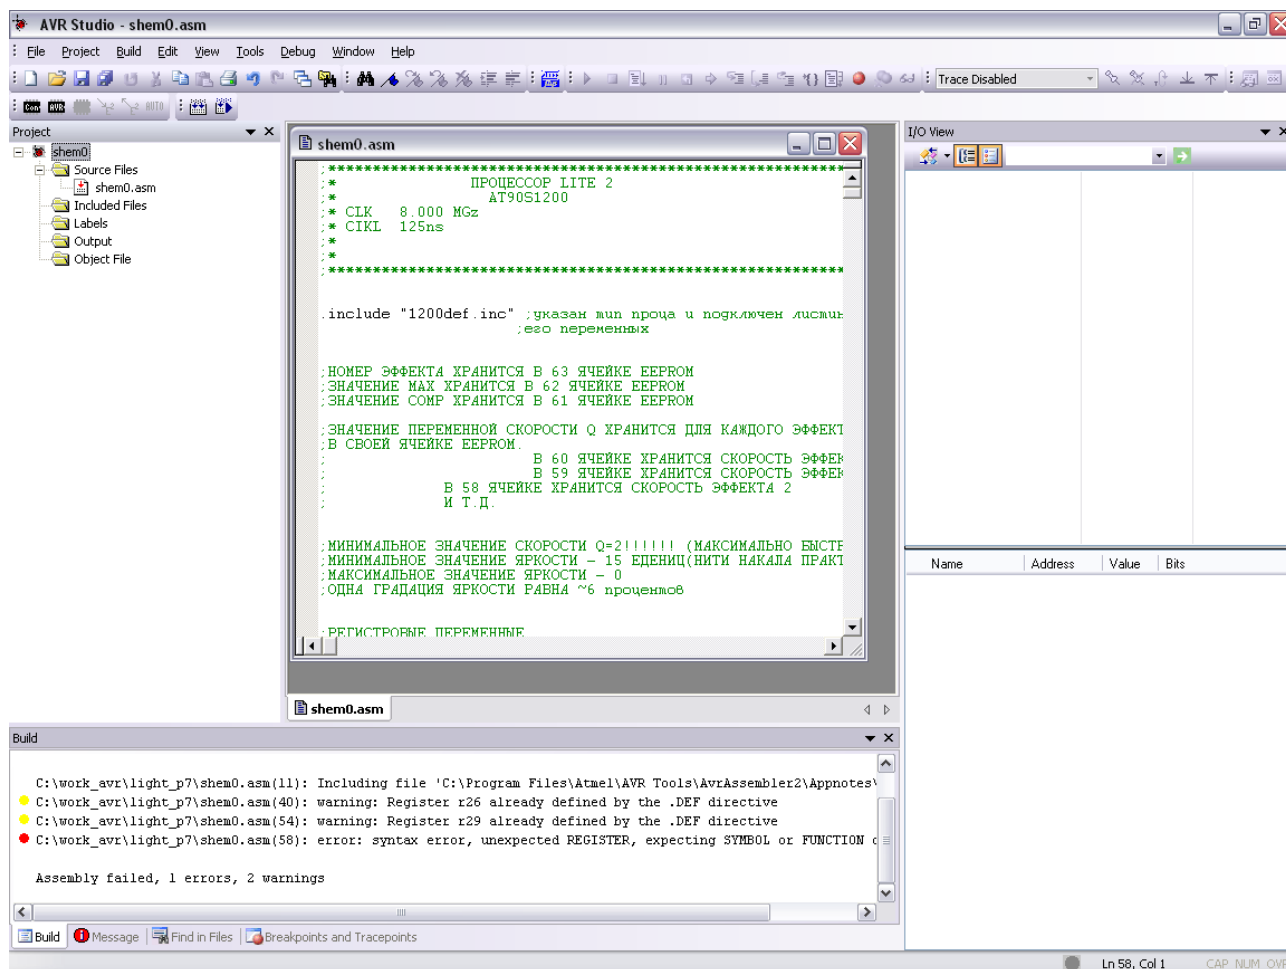 AVR Studio - shem0.asm
File Project Build Edit View Tools Debug Window Help
Trace Disabled
Con AVR AUTO
Project
shem0
Source Files
shem0.asm
Included Files
Labels
Output
Object File
shem0.asm
;************************************************************
;* ПРОЦЕССОР LITE 2
;* AT90S1200
;* CLK 8.000 MGz
;* CIKL 125ns
;*
;*
;************************************************************
.include "1200def.inc" ;указан тип проца и подключен листин
;его переменных
;НОМЕР ЭФФЕКТА ХРАНИТСЯ В 63 ЯЧЕЙКЕ EEPROM
;ЗНАЧЕНИЕ MAX ХРАНИТСЯ В 62 ЯЧЕЙКЕ EEPROM
;ЗНАЧЕНИЕ COMP ХРАНИТСЯ В 61 ЯЧЕЙКЕ EEPROM
;ЗНАЧЕНИЕ ПЕРЕМЕННОЙ СКОРОСТИ Q ХРАНИТСЯ ДЛЯ КАЖДОГО ЭФФЕКТ
;В СВОЕЙ ЯЧЕЙКЕ EEPROM.
; В 60 ЯЧЕЙКЕ ХРАНИТСЯ СКОРОСТЬ ЭФФЕК
; В 59 ЯЧЕЙКЕ ХРАНИТСЯ СКОРОСТЬ ЭФФЕК
; В 58 ЯЧЕЙКЕ ХРАНИТСЯ СКОРОСТЬ ЭФФЕКТА 2
; И Т.Д.
;МИНИМАЛЬНОЕ ЗНАЧЕНИЕ СКОРОСТИ Q=2!!!!!! (МАКСИМАЛЬНО БЫСТР
;МИНИМАЛЬНОЕ ЗНАЧЕНИЕ ЯРКОСТИ - 15 ЕДЕНИЦ(НИТИ НАКАЛА ПРАКТ
;МАКСИМАЛЬНОЕ ЗНАЧЕНИЕ ЯРКОСТИ - 0
;ОДНА ГРАДАЦИЯ ЯРКОСТИ РАВНА ~6 процентов
;РЕГИСТРОВЫЕ ПЕРЕМЕННЫЕ
shem0.asm
I/O View
Name Address Value Bits
Build
C:\work_avr\light_p7\shem0.asm(11): Including file 'C:\Program Files\Atmel\AVR Tools\AvrAssembler2\Appnotes\
C:\work_avr\light_p7\shem0.asm(40): warning: Register r26 already defined by the .DEF directive
C:\work_avr\light_p7\shem0.asm(54): warning: Register r29 already defined by the .DEF directive
C:\work_avr\light_p7\shem0.asm(58): error: syntax error, unexpected REGISTER, expecting SYMBOL or FUNCTION
Assembly failed, 1 errors, 2 warnings
Build Message Find in Files Breakpoints and Tracepoints
Ln 58, Col 1 CAP NUM OVR